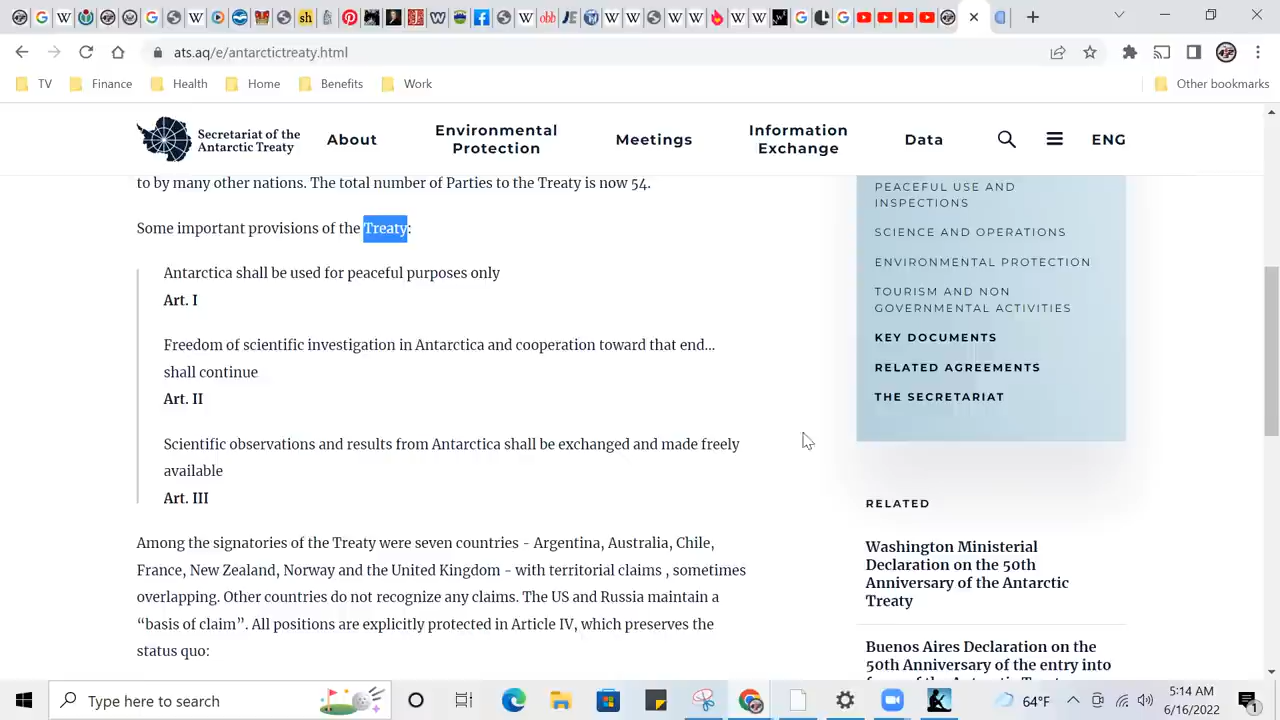 ats.aq/e/antarctictreaty.html
TV
Finance
Health
Home
Benefits
Work
Other bookmarks
Secretariat of the
Antarctic Treaty
About
Environmental
Protection
Meetings
Information
Exchange
Data
ENG
to by many other nations. The total number of Parties to the Treaty is now 54.
Some important provisions of the Treaty:
Antarctica shall be used for peaceful purposes only
Art. I
Freedom of scientific investigation in Antarctica and cooperation toward that end...
shall continue
Art. II
Scientific observations and results from Antarctica shall be exchanged and made freely
available
Art. III
Among the signatories of the Treaty were seven countries - Argentina, Australia, Chile,
France, New Zealand, Norway and the United Kingdom - with territorial claims , sometimes
overlapping. Other countries do not recognize any claims. The US and Russia maintain a
“basis of claim”. All positions are explicitly protected in Article IV, which preserves the
status quo:
PEACEFUL USE AND
INSPECTIONS
SCIENCE AND OPERATIONS
ENVIRONMENTAL PROTECTION
TOURISM AND NON
GOVERNMENTAL ACTIVITIES
KEY DOCUMENTS
RELATED AGREEMENTS
THE SECRETARIAT
RELATED
Washington Ministerial
Declaration on the 50th
Anniversary of the Antarctic
Treaty
Buenos Aires Declaration on the
50th Anniversary of the entry into
Type here to search
64°F
5:14 AM
6/16/2022